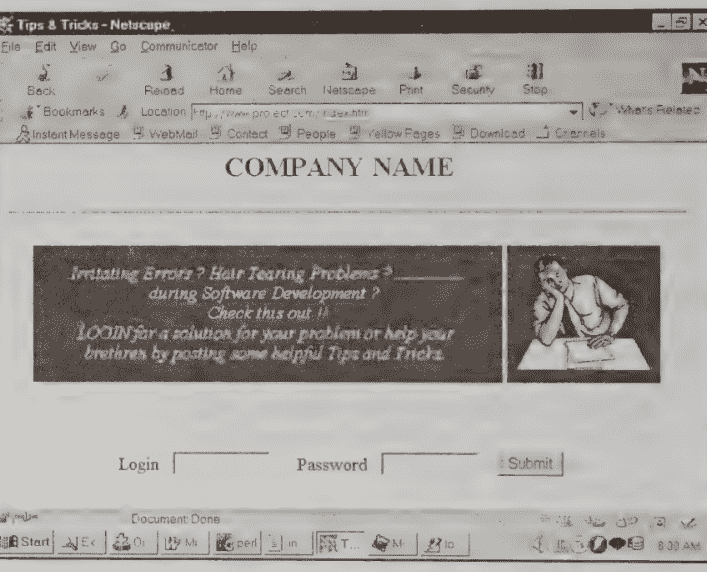 Tips & Tricks - Netscape
File Edit View Go Communicator Help
Back Reload Home Search Netscape Print Security Stop
Bookmarks Location What's Related
Instant Message WebMail Contact People Yellow Pages Download Channels
COMPANY NAME
Irritating Errors ? Hair Tearing Problems ?
during Software Development ?
Check this out !!
LOGIN for a solution for your problem or help your
brethren by posting some helpful Tips and Tricks.
Login Password Submit
Document: Done
Start perl T...